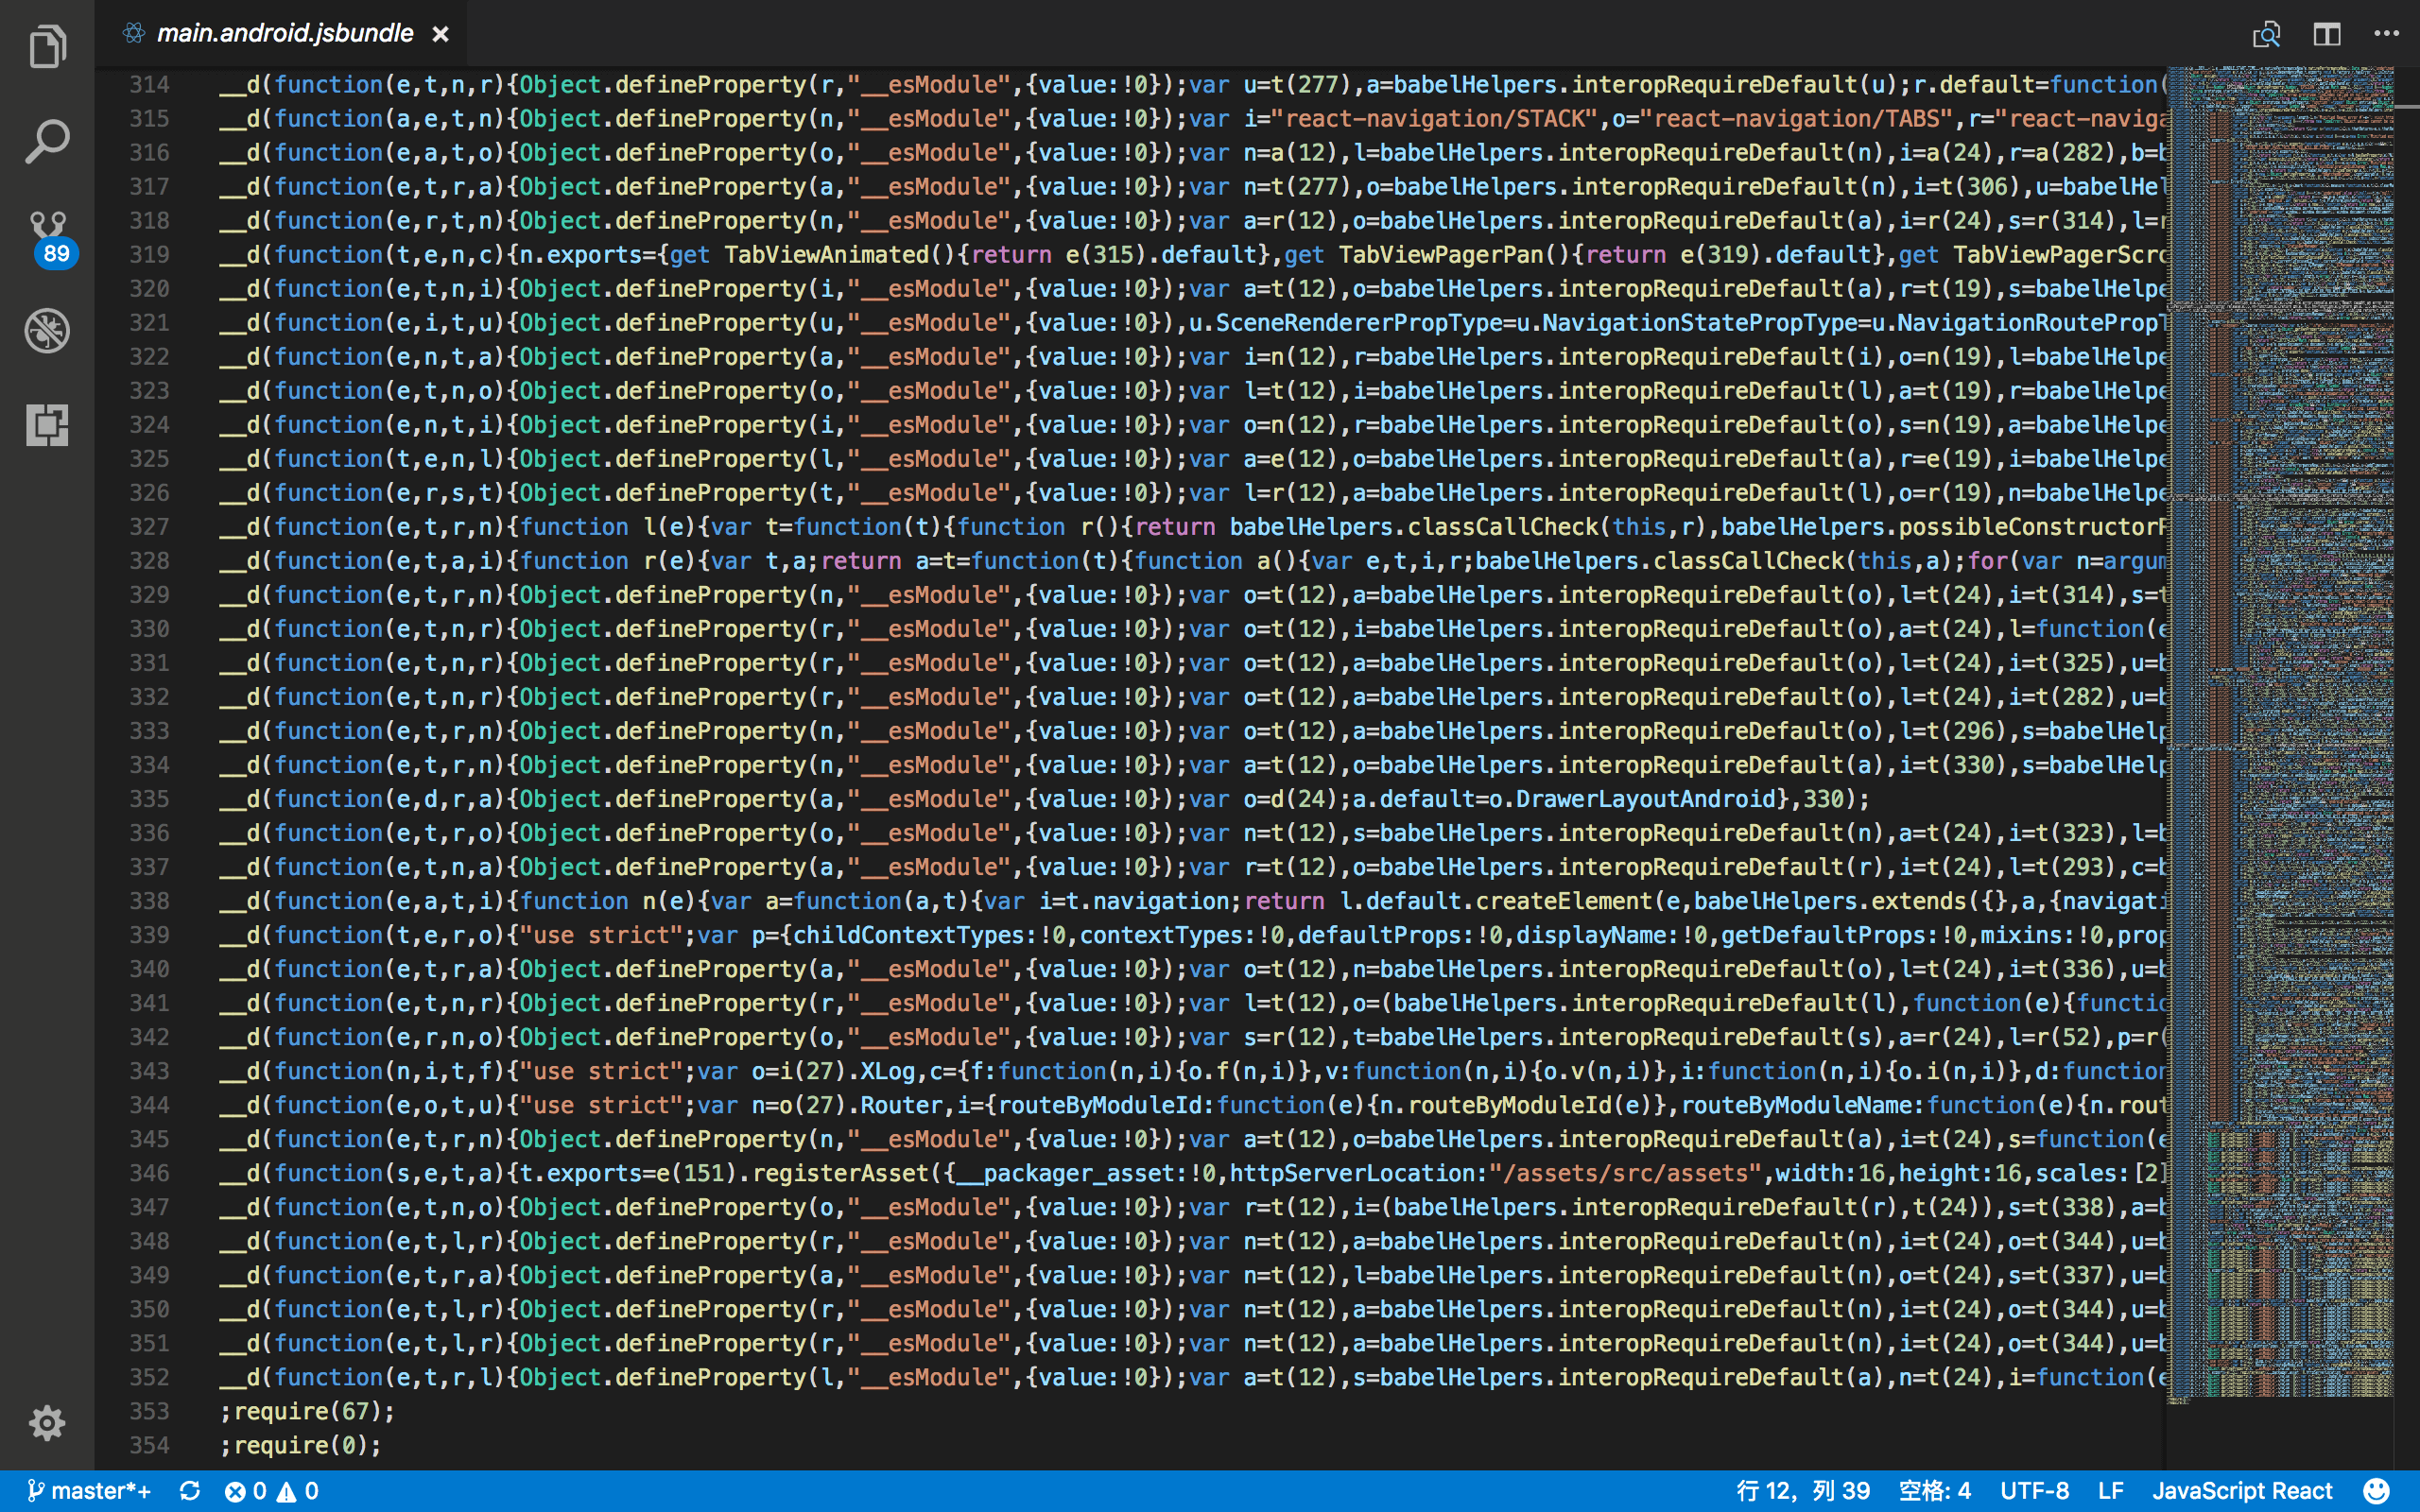 main.android.jsbundle
314 __d(function(e,t,n,r){Object.defineProperty(r,"__esModule",{value:!0});var u=t(277),a=babelHelpers.interopRequireDefault(u);r.default=function(
315 __d(function(a,e,t,n){Object.defineProperty(n,"__esModule",{value:!0});var i="react-navigation/STACK",o="react-navigation/TABS",r="react-naviga
316 __d(function(e,a,t,o){Object.defineProperty(o,"__esModule",{value:!0});var n=a(12),l=babelHelpers.interopRequireDefault(n),i=a(24),r=a(282),b=b
317 __d(function(e,t,r,a){Object.defineProperty(a,"__esModule",{value:!0});var n=t(277),o=babelHelpers.interopRequireDefault(n),i=t(306),u=babelHel
318 __d(function(e,r,t,n){Object.defineProperty(n,"__esModule",{value:!0});var a=r(12),o=babelHelpers.interopRequireDefault(a),i=r(24),s=r(314),l=r
319 __d(function(t,e,n,c){n.exports={get TabViewAnimated(){return e(315).default},get TabViewPagerPan(){return e(319).default},get TabViewPagerScro
320 __d(function(e,t,n,i){Object.defineProperty(i,"__esModule",{value:!0});var a=t(12),o=babelHelpers.interopRequireDefault(a),r=t(19),s=babelHelpe
321 __d(function(e,i,t,u){Object.defineProperty(u,"__esModule",{value:!0}),u.SceneRendererPropType=u.NavigationStatePropType=u.NavigationRoutePropT
322 __d(function(e,n,t,a){Object.defineProperty(a,"__esModule",{value:!0});var i=n(12),r=babelHelpers.interopRequireDefault(i),o=n(19),l=babelHelpe
323 __d(function(e,t,n,o){Object.defineProperty(o,"__esModule",{value:!0});var l=t(12),i=babelHelpers.interopRequireDefault(l),a=t(19),r=babelHelpe
324 __d(function(e,n,t,i){Object.defineProperty(i,"__esModule",{value:!0});var o=n(12),r=babelHelpers.interopRequireDefault(o),s=n(19),a=babelHelpe
325 __d(function(t,e,n,l){Object.defineProperty(l,"__esModule",{value:!0});var a=e(12),o=babelHelpers.interopRequireDefault(a),r=e(19),i=babelHelpe
326 __d(function(e,r,s,t){Object.defineProperty(t,"__esModule",{value:!0});var l=r(12),a=babelHelpers.interopRequireDefault(l),o=r(19),n=babelHelpe
327 __d(function(e,t,r,n){function l(e){var t=function(t){function r(){return babelHelpers.classCallCheck(this,r),babelHelpers.possibleConstructorR
328 __d(function(e,t,a,i){function r(e){var t,a;return a=t=function(t){function a(){var e,t,i,r;babelHelpers.classCallCheck(this,a);for(var n=argum
329 __d(function(e,t,r,n){Object.defineProperty(n,"__esModule",{value:!0});var o=t(12),a=babelHelpers.interopRequireDefault(o),l=t(24),i=t(314),s=t
330 __d(function(e,t,n,r){Object.defineProperty(r,"__esModule",{value:!0});var o=t(12),i=babelHelpers.interopRequireDefault(o),a=t(24),l=function(e
331 __d(function(e,t,n,r){Object.defineProperty(r,"__esModule",{value:!0});var o=t(12),a=babelHelpers.interopRequireDefault(o),l=t(24),i=t(325),u=b
332 __d(function(e,t,n,r){Object.defineProperty(r,"__esModule",{value:!0});var o=t(12),a=babelHelpers.interopRequireDefault(o),l=t(24),i=t(282),u=b
333 __d(function(e,t,r,n){Object.defineProperty(n,"__esModule",{value:!0});var o=t(12),a=babelHelpers.interopRequireDefault(o),l=t(296),s=babelHelp
334 __d(function(e,t,r,n){Object.defineProperty(n,"__esModule",{value:!0});var a=t(12),o=babelHelpers.interopRequireDefault(a),i=t(330),s=babelHelp
335 __d(function(e,d,r,a){Object.defineProperty(a,"__esModule",{value:!0});var o=d(24);a.default=o.DrawerLayoutAndroid},330);
336 __d(function(e,t,r,o){Object.defineProperty(o,"__esModule",{value:!0});var n=t(12),s=babelHelpers.interopRequireDefault(n),a=t(24),i=t(323),l=b
337 __d(function(e,t,n,a){Object.defineProperty(a,"__esModule",{value:!0});var r=t(12),o=babelHelpers.interopRequireDefault(r),i=t(24),l=t(293),c=b
338 __d(function(e,a,t,i){function n(e){var a=function(a,t){var i=t.navigation;return l.default.createElement(e,babelHelpers.extends({},a,{navigati
339 __d(function(t,e,r,o){"use strict";var p={childContextTypes:!0,contextTypes:!0,defaultProps:!0,displayName:!0,getDefaultProps:!0,mixins:!0,prop
340 __d(function(e,t,r,a){Object.defineProperty(a,"__esModule",{value:!0});var o=t(12),n=babelHelpers.interopRequireDefault(o),l=t(24),i=t(336),u=b
341 __d(function(e,t,n,r){Object.defineProperty(r,"__esModule",{value:!0});var l=t(12),o=(babelHelpers.interopRequireDefault(l),function(e){functio
342 __d(function(e,r,n,o){Object.defineProperty(o,"__esModule",{value:!0});var s=r(12),t=babelHelpers.interopRequireDefault(s),a=r(24),l=r(52),p=r(
343 __d(function(n,i,t,f){"use strict";var o=i(27).XLog,c={f:function(n,i){o.f(n,i)},v:function(n,i){o.v(n,i)},i:function(n,i){o.i(n,i)},d:function
344 __d(function(e,o,t,u){"use strict";var n=o(27).Router,i={routeByModuleId:function(e){n.routeByModuleId(e)},routeByModuleName:function(e){n.rout
345 __d(function(e,t,r,n){Object.defineProperty(n,"__esModule",{value:!0});var a=t(12),o=babelHelpers.interopRequireDefault(a),i=t(24),s=function(e
346 __d(function(s,e,t,a){t.exports=e(151).registerAsset({__packager_asset:!0,httpServerLocation:"/assets/src/assets",width:16,height:16,scales:[2]
347 __d(function(e,t,n,o){Object.defineProperty(o,"__esModule",{value:!0});var r=t(12),i=(babelHelpers.interopRequireDefault(r),t(24)),s=t(338),a=b
348 __d(function(e,t,l,r){Object.defineProperty(r,"__esModule",{value:!0});var n=t(12),a=babelHelpers.interopRequireDefault(n),i=t(24),o=t(344),u=b
349 __d(function(e,t,r,a){Object.defineProperty(a,"__esModule",{value:!0});var n=t(12),l=babelHelpers.interopRequireDefault(n),o=t(24),s=t(337),u=b
350 __d(function(e,t,l,r){Object.defineProperty(r,"__esModule",{value:!0});var n=t(12),a=babelHelpers.interopRequireDefault(n),i=t(24),o=t(344),u=b
351 __d(function(e,t,l,r){Object.defineProperty(r,"__esModule",{value:!0});var n=t(12),a=babelHelpers.interopRequireDefault(n),i=t(24),o=t(344),u=b
352 __d(function(e,t,r,l){Object.defineProperty(l,"__esModule",{value:!0});var a=t(12),s=babelHelpers.interopRequireDefault(a),n=t(24),i=function(e
353 ;require(67);
354 ;require(0);
89
master*+ 0 0 行 12，列 39 空格: 4 UTF-8 LF JavaScript React